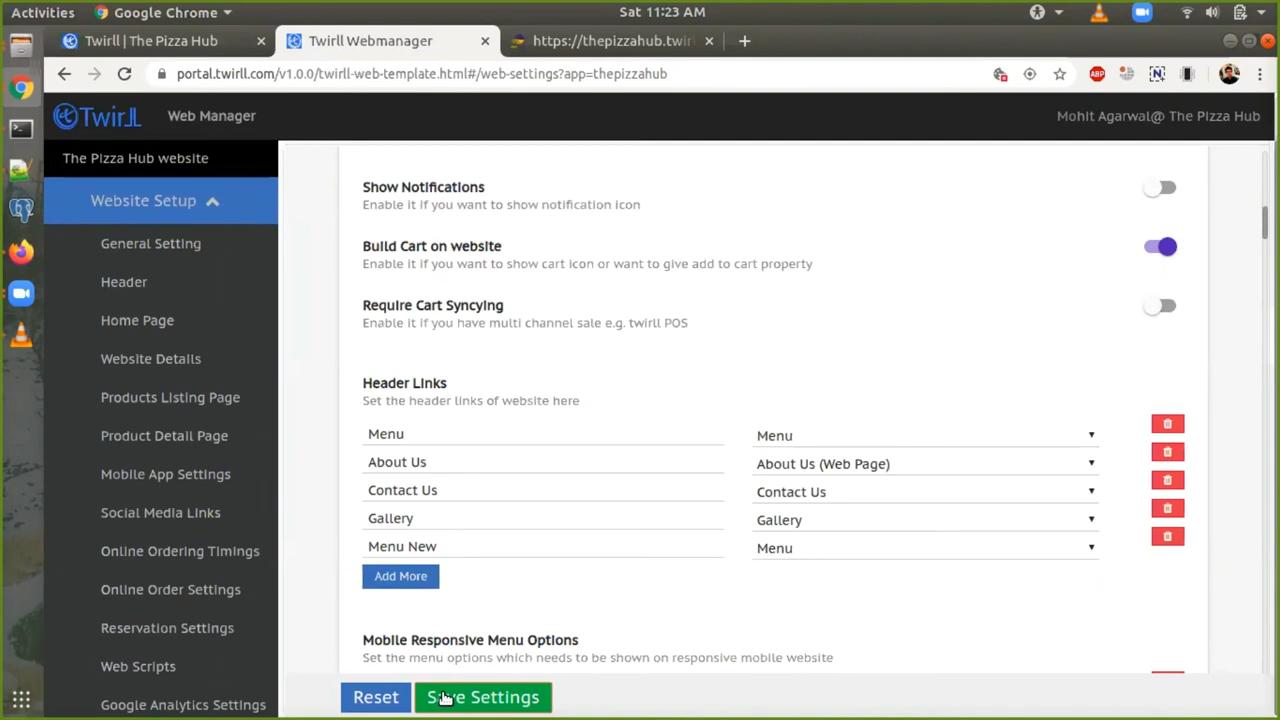 Activities Google Chrome Sat 11:23 AM
Twirll | The Pizza Hub Twirll Webmanager https://thepizzahub.twirl
portal.twirll.com/v1.0.0/twirll-web-template.html#/web-settings?app=thepizzahub ABP N
Twirll Web Manager Mohit Agarwal@ The Pizza Hub
The Pizza Hub website
Website Setup
General Setting
Header
Home Page
Website Details
Products Listing Page
Product Detail Page
Mobile App Settings
Social Media Links
Online Ordering Timings
Online Order Settings
Reservation Settings
Web Scripts
Google Analytics Settings
Show Notifications
Enable it if you want to show notification icon
Build Cart on website
Enable it if you want to show cart icon or want to give add to cart property
Require Cart Syncying
Enable it if you have multi channel sale e.g. twirll POS
Header Links
Set the header links of website here
Menu Menu
About Us About Us (Web Page)
Contact Us Contact Us
Gallery Gallery
Menu New Menu
Add More
Mobile Responsive Menu Options
Set the menu options which needs to be shown on responsive mobile website
Reset Save Settings